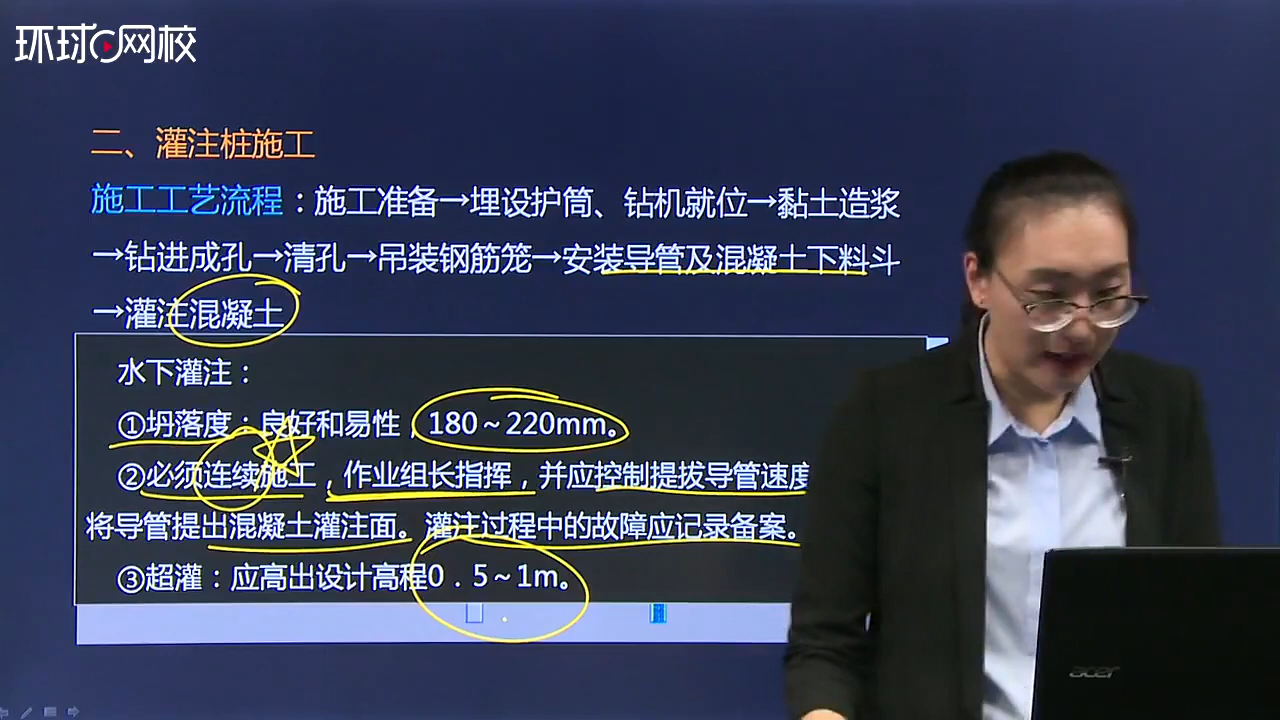 环球网校
二、灌注桩施工
施工工艺流程：施工准备→埋设护筒、钻机就位→黏土造浆
→钻进成孔→清孔→吊装钢筋笼→安装导管及混凝土下料斗
→灌注混凝土
水下灌注：
①坍落度：良好和易性，180～220mm。
②必须连续施工，作业组长指挥，并应控制提拔导管速度
将导管提出混凝土灌注面。灌注过程中的故障应记录备案。
③超灌：应高出设计高程0．5～1m。
acer